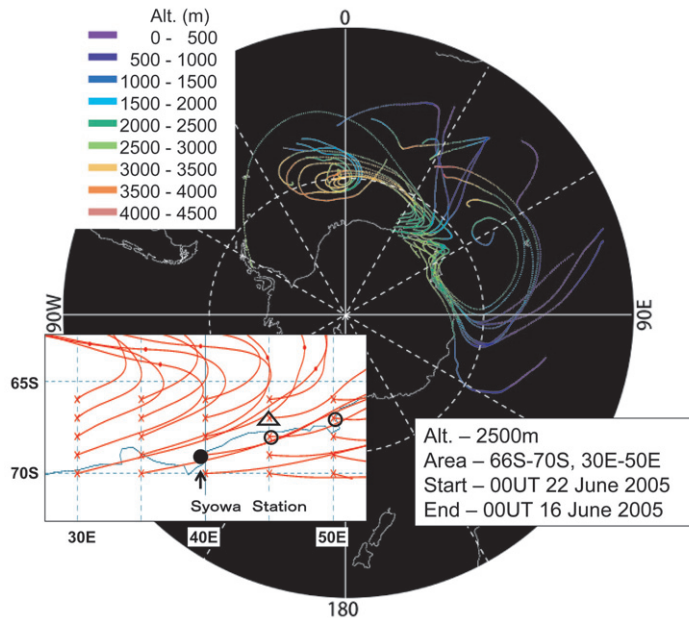 Alt. (m)
0 - 500
500 - 1000
1000 - 1500
1500 - 2000
2000 - 2500
2500 - 3000
3000 - 3500
3500 - 4000
4000 - 4500
0
90W
90E
180
65S
70S
Syowa Station
30E
40E
50E
Alt. – 2500m
Area – 66S-70S, 30E-50E
Start – 00UT 22 June 2005
End – 00UT 16 June 2005